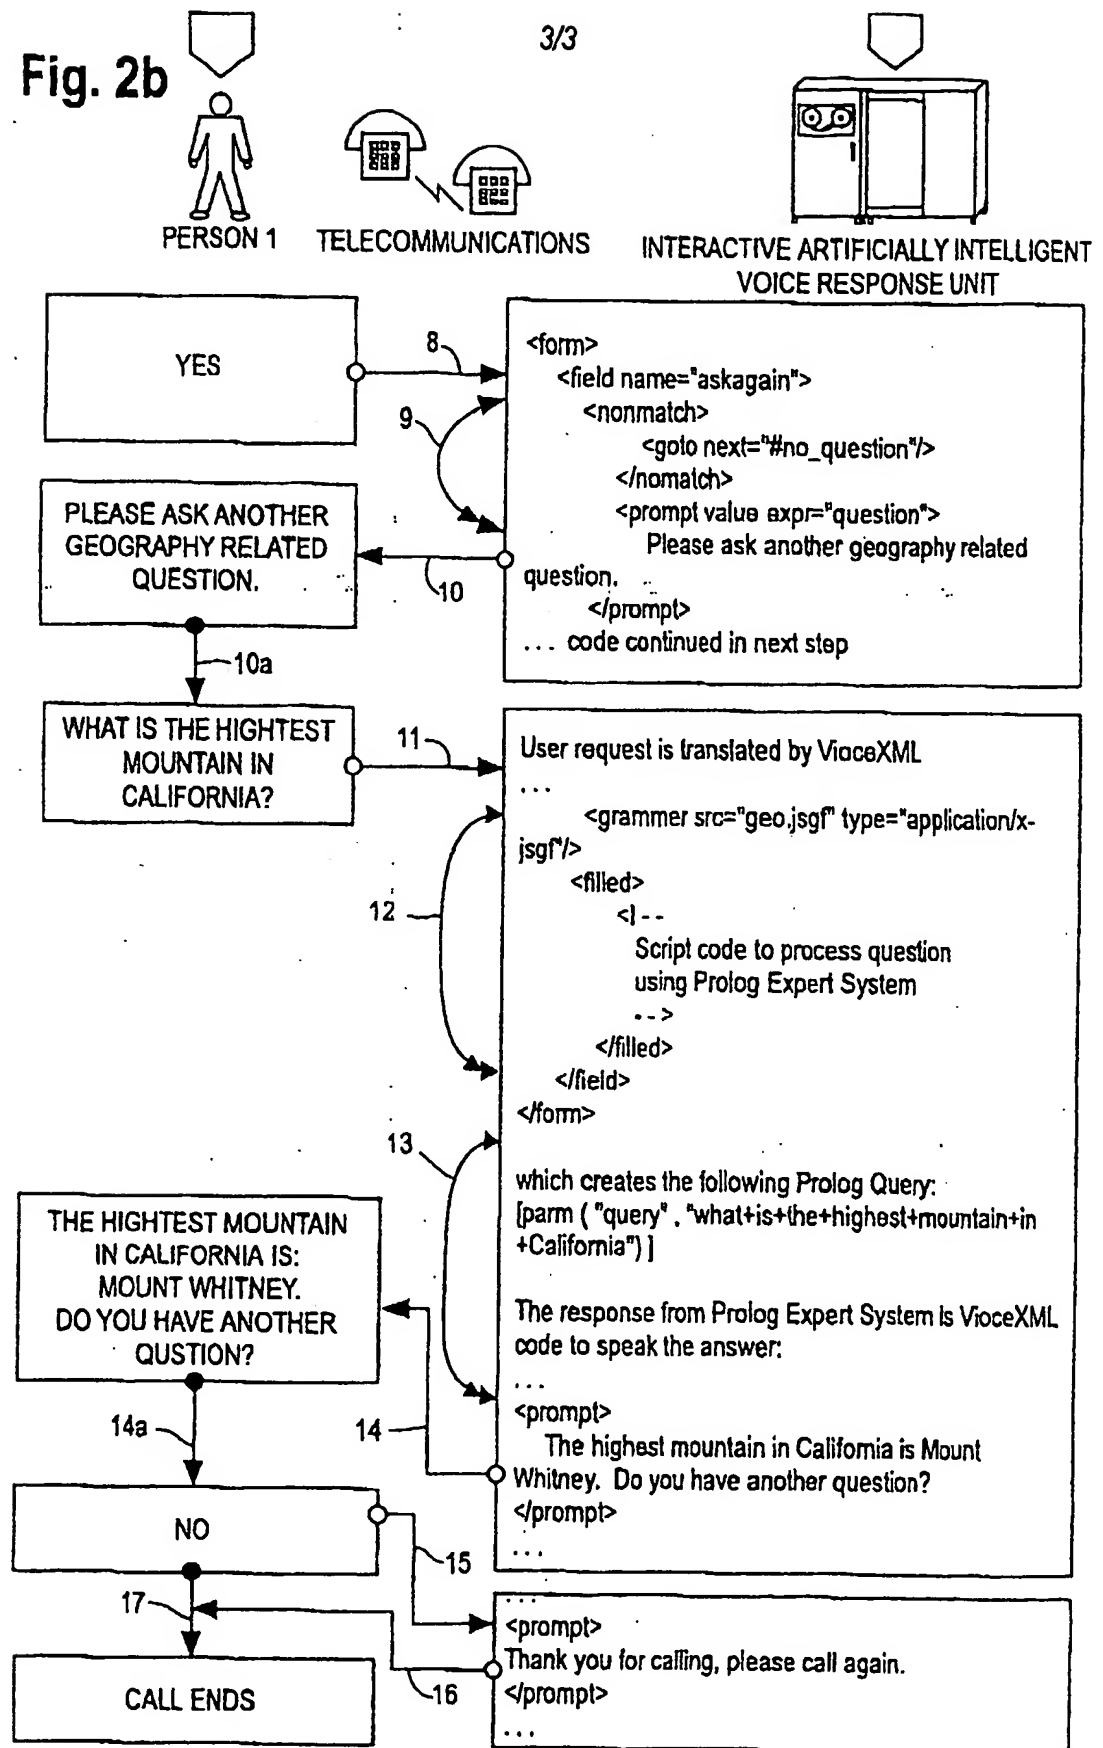 3/3
Fig. 2b
PERSON 1
TELECOMMUNICATIONS
INTERACTIVE ARTIFICIALLY INTELLIGENT
VOICE RESPONSE UNIT
YES
8
<form>
<field name="askagain">
<nonmatch>
<goto next="#no_question"/>
</nomatch>
<prompt value expr="question">
Please ask another geography related
question.
</prompt>
... code continued in next step
9
PLEASE ASK ANOTHER
GEOGRAPHY RELATED
QUESTION.
10
10a
WHAT IS THE HIGHTEST
MOUNTAIN IN
CALIFORNIA?
11
User request is translated by VioceXML
...
<grammer src="geo.jsgf" type="application/x-
jsgf"/>
<filled>
<!--
Script code to process question
using Prolog Expert System
-->
</filled>
</field>
</form>
12
13
which creates the following Prolog Query:
[parm ( "query" , "what+is+the+highest+mountain+in
+California") ]
The response from Prolog Expert System is VioceXML
code to speak the answer:
...
<prompt>
The highest mountain in California is Mount
Whitney. Do you have another question?
</prompt>
...
THE HIGHTEST MOUNTAIN
IN CALIFORNIA IS:
MOUNT WHITNEY.
DO YOU HAVE ANOTHER
QUSTION?
14
14a
NO
15
...
<prompt>
Thank you for calling, please call again.
</prompt>
...
16
17
CALL ENDS